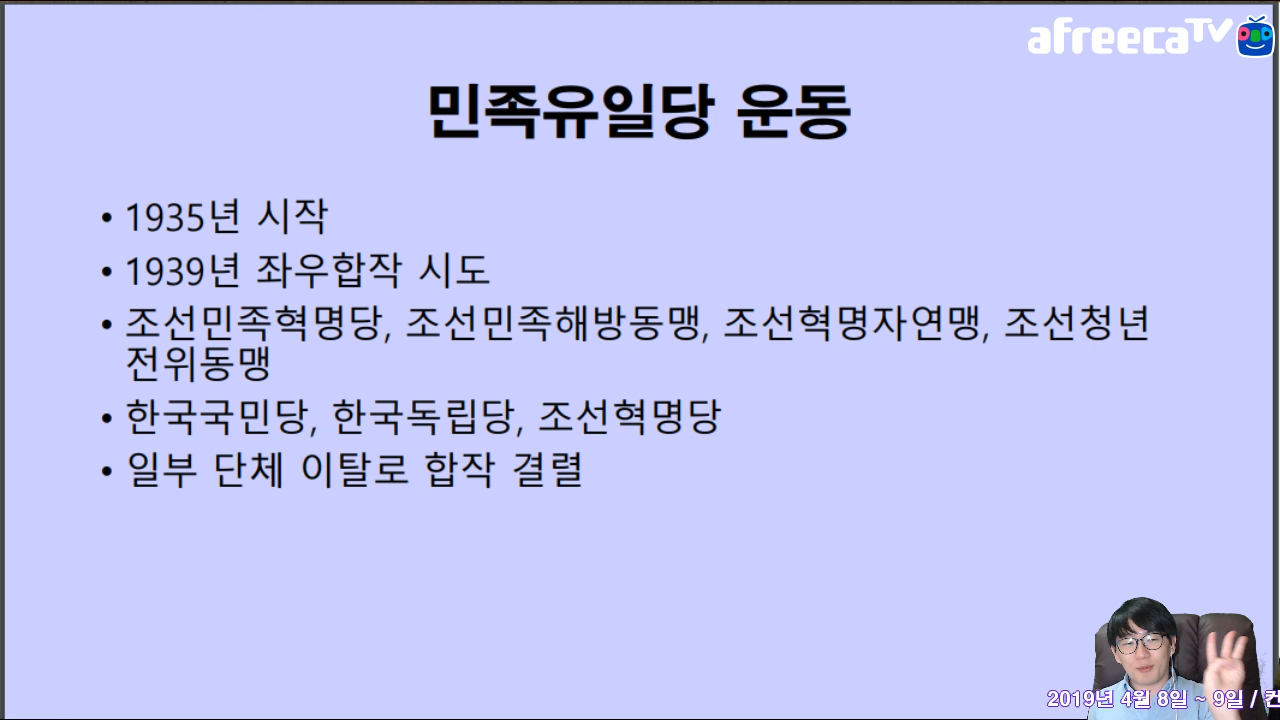 afreecaTV
민족유일당 운동
• 1935년 시작
• 1939년 좌우합작 시도
• 조선민족혁명당, 조선민족해방동맹, 조선혁명자연맹, 조선청년
전위동맹
• 한국국민당, 한국독립당, 조선혁명당
• 일부 단체 이탈로 합작 결렬
2019년 4월 8일 ~ 9일 / 컨